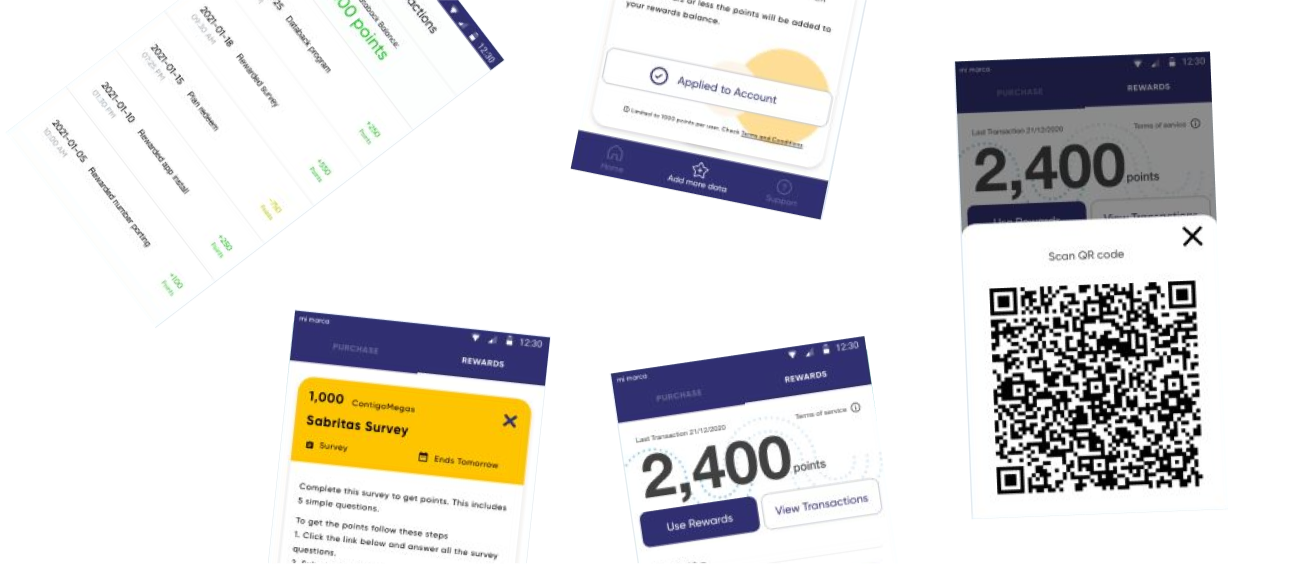 12:30
points
2021-01-18
09:30 AM
Databack program
+250
Points
Rewarded survey
+550
Points
2021-01-15
07:25 PM
Plan redeem
-750
Points
2021-01-10
01:30 PM
Rewarded app install
+250
Points
2021-01-05
10:00 AM
Rewarded number porting
+100
Points
or less the points will be added to
your rewards balance.
Applied to Account
Limited to 1000 points per user. Check Terms and Conditions
Home
Add more data
Support
mi marca
12:30
PURCHASE
REWARDS
Last Transaction 21/12/2020
Terms of service
2,400 points
Use Rewards
View Transactions
Scan QR code
mi marca
12:30
PURCHASE
REWARDS
1,000 ContigoMegas
Sabritas Survey
Survey
Ends Tomorrow
Complete this survey to get points. This includes
5 simple questions.
To get the points follow these steps
1. Click the link below and answer all the survey
questions.
mi marca
12:30
PURCHASE
REWARDS
Last Transaction 21/12/2020
Terms of service
2,400 points
Use Rewards
View Transactions